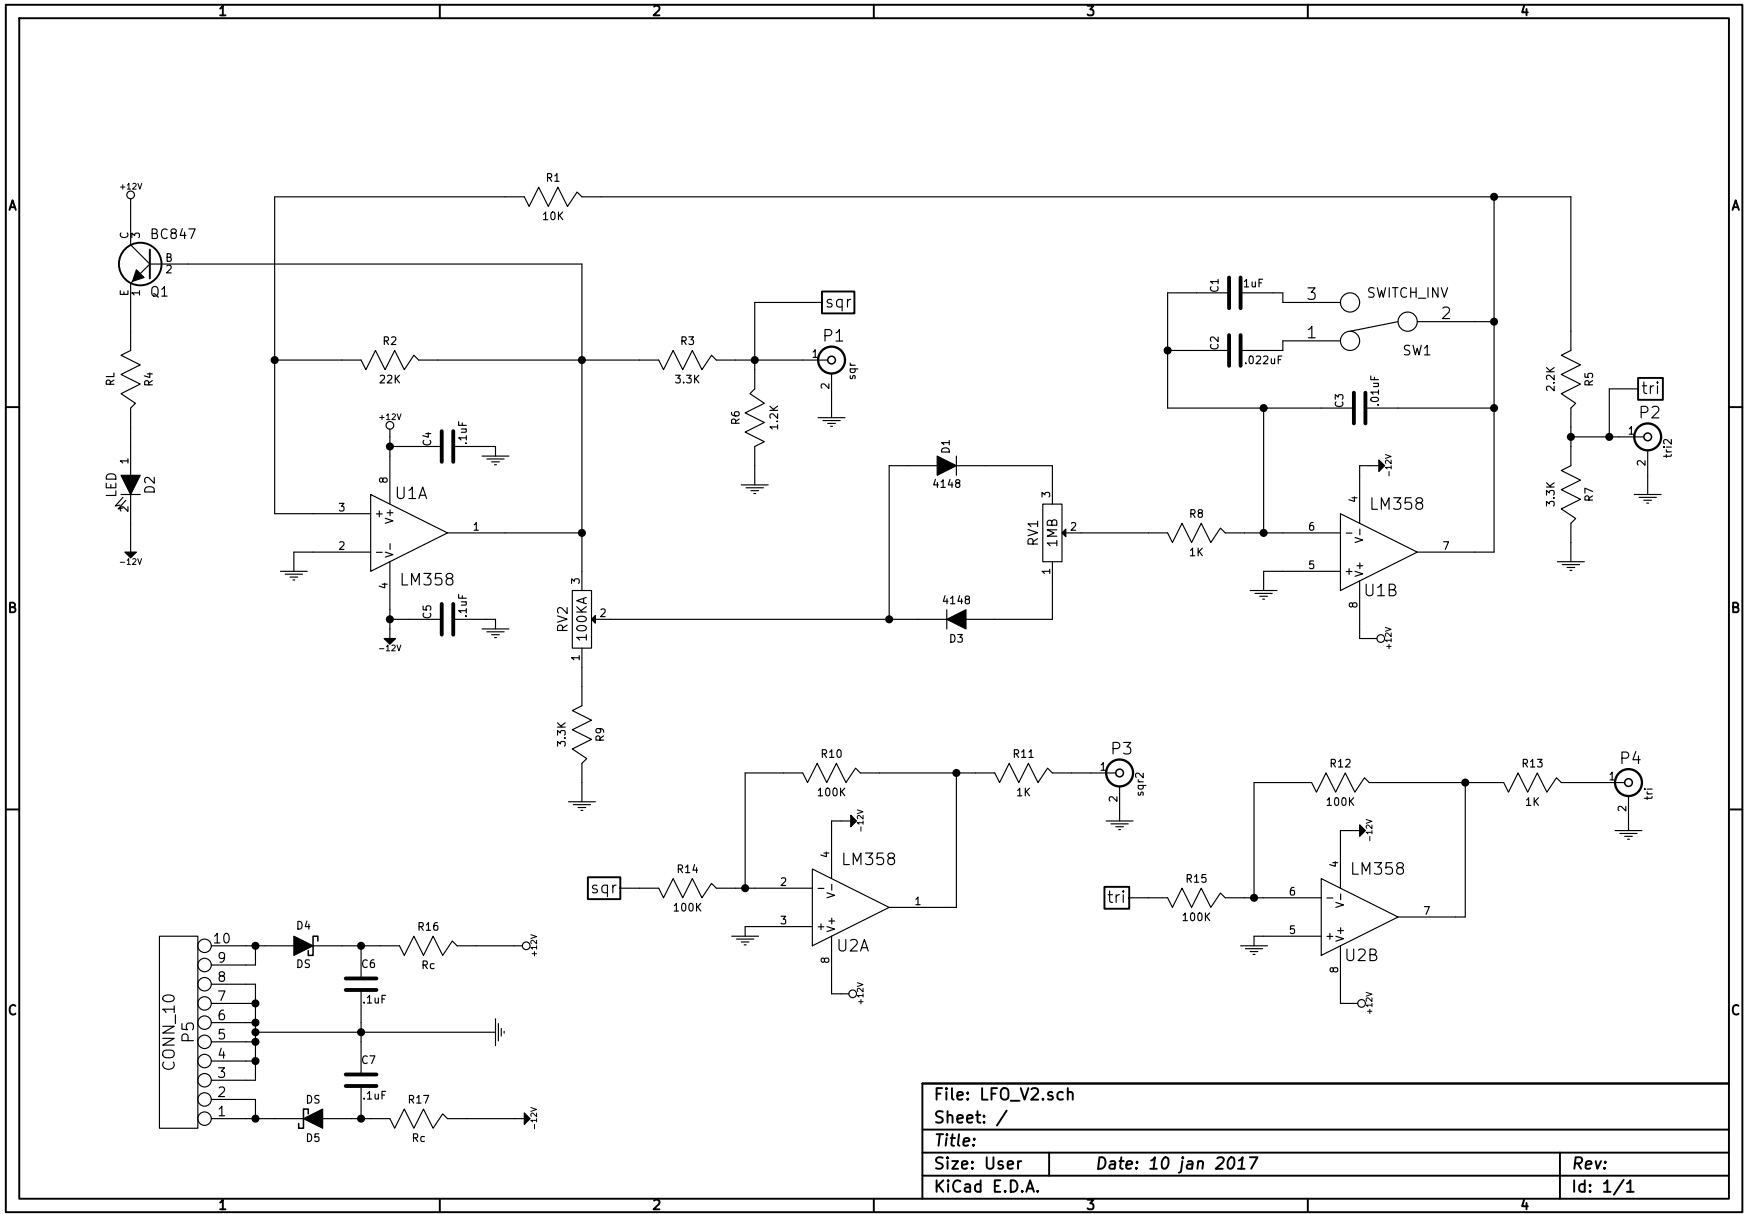 1 2 3 4
A A
B B
C C
1 2 3 4
+12V
C
3
BC847
B
2
E
1
Q1
RL
R4
1
LED
D2
2
-12V
R1
10K
R2
22K
R3
3.3K
sqr
P1
1
2
sqr
R6
1.2K
+12V
C4
.1uF
8
U1A
3
+
V+
1
2
-
V-
LM358
4
C5
.1uF
-12V
3
RV2
100KA
2
1
3.3K
R9
D1
4148
4148
D3
3
RV1
1MB
2
1
R8
1K
C1
1uF
3
SWITCH_INV
2
C2
.022uF
1
SW1
C3
.01uF
-12V
4
LM358
6
-
V-
7
5
+
V+
U1B
8
+12V
2.2K
R5
tri
P2
1
2
tri2
3.3K
R7
R10
100K
R11
1K
P3
1
2
sqr2
-12V
4
LM358
sqr
R14
100K
2
-
V-
1
3
+
V+
U2A
8
+12V
R12
100K
R13
1K
P4
1
2
tri
-12V
4
LM358
tri
R15
100K
6
-
V-
7
5
+
V+
U2B
8
+12V
CONN_10
P5
10
9
8
7
6
5
4
3
2
1
D4
DS
C6
.1uF
R16
Rc
+12V
C7
.1uF
DS
D5
R17
Rc
-12V
File: LFO_V2.sch
Sheet: /
Title:
Size: User Date: 10 jan 2017 Rev:
KiCad E.D.A. Id: 1/1